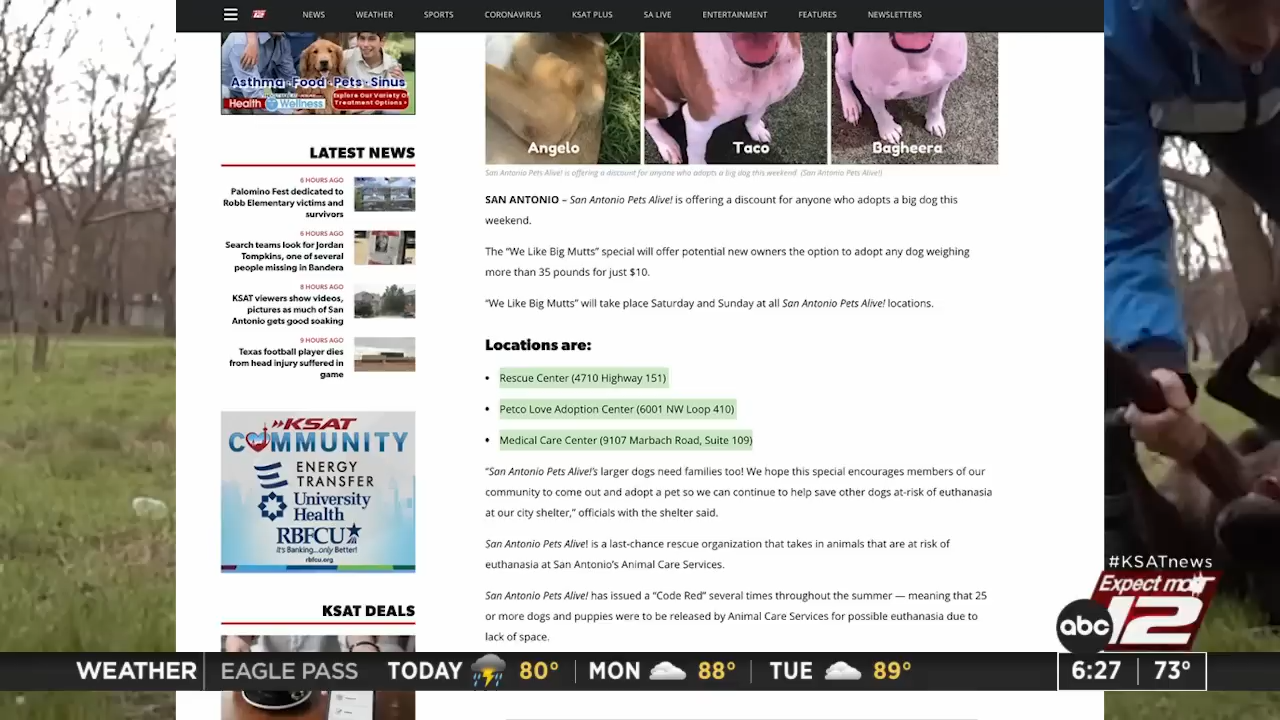 NEWS WEATHER SPORTS CORONAVIRUS KSAT PLUS SA LIVE ENTERTAINMENT FEATURES NEWSLETTERS
Asthma · Food · Pets · Sinus
Health Wellness
Explore Our Variety Of
Treatment Options >
LATEST NEWS
6 HOURS AGO
Palomino Fest dedicated to
Robb Elementary victims and
survivors
6 HOURS AGO
Search teams look for Jordan
Tompkins, one of several
people missing in Bandera
8 HOURS AGO
KSAT viewers show videos,
pictures as much of San
Antonio gets good soaking
9 HOURS AGO
Texas football player dies
from head injury suffered in
game
KSAT
COMMUNITY
ENERGY
TRANSFER
University
Health
RBFCU
It's Banking...only Better!
rbfcu.org
KSAT DEALS
Angelo Taco Bagheera
San Antonio Pets Alive! is offering a discount for anyone who adopts a big dog this weekend. (San Antonio Pets Alive!)
SAN ANTONIO – San Antonio Pets Alive! is offering a discount for anyone who adopts a big dog this
weekend.
The “We Like Big Mutts” special will offer potential new owners the option to adopt any dog weighing
more than 35 pounds for just $10.
“We Like Big Mutts” will take place Saturday and Sunday at all San Antonio Pets Alive! locations.
Locations are:
• Rescue Center (4710 Highway 151)
• Petco Love Adoption Center (6001 NW Loop 410)
• Medical Care Center (9107 Marbach Road, Suite 109)
“San Antonio Pets Alive!’s larger dogs need families too! We hope this special encourages members of our
community to come out and adopt a pet so we can continue to help save other dogs at-risk of euthanasia
at our city shelter,” officials with the shelter said.
San Antonio Pets Alive! is a last-chance rescue organization that takes in animals that are at risk of
euthanasia at San Antonio’s Animal Care Services.
San Antonio Pets Alive! has issued a “Code Red” several times throughout the summer — meaning that 25
or more dogs and puppies were to be released by Animal Care Services for possible euthanasia due to
lack of space.
#KSATnews
Expect more
abc 12
WEATHER EAGLE PASS TODAY 80° MON 88° TUE 89° 6:27 73°